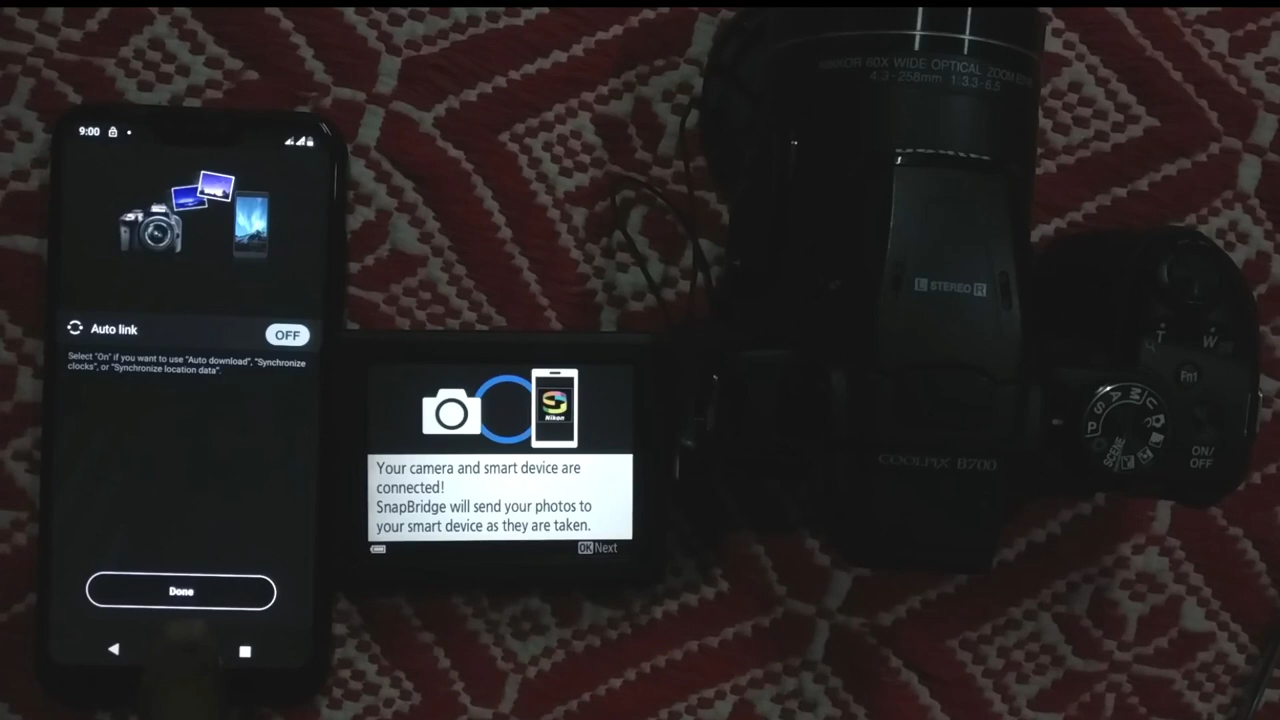 9:00
Auto link
OFF
Select "On" if you want to use "Auto download", "Synchronize
clocks", or "Synchronize location data".
Done
Nikon
Your camera and smart device are
connected!
SnapBridge will send your photos to
your smart device as they are taken.
OK Next
NIKKOR 60X WIDE OPTICAL ZOOM
4.3-258mm 1:3.3-6.5
L STEREO R
COOLPIX B700
T
W
Fn1
ON/
OFF
P
S
A
M
U
SCENE